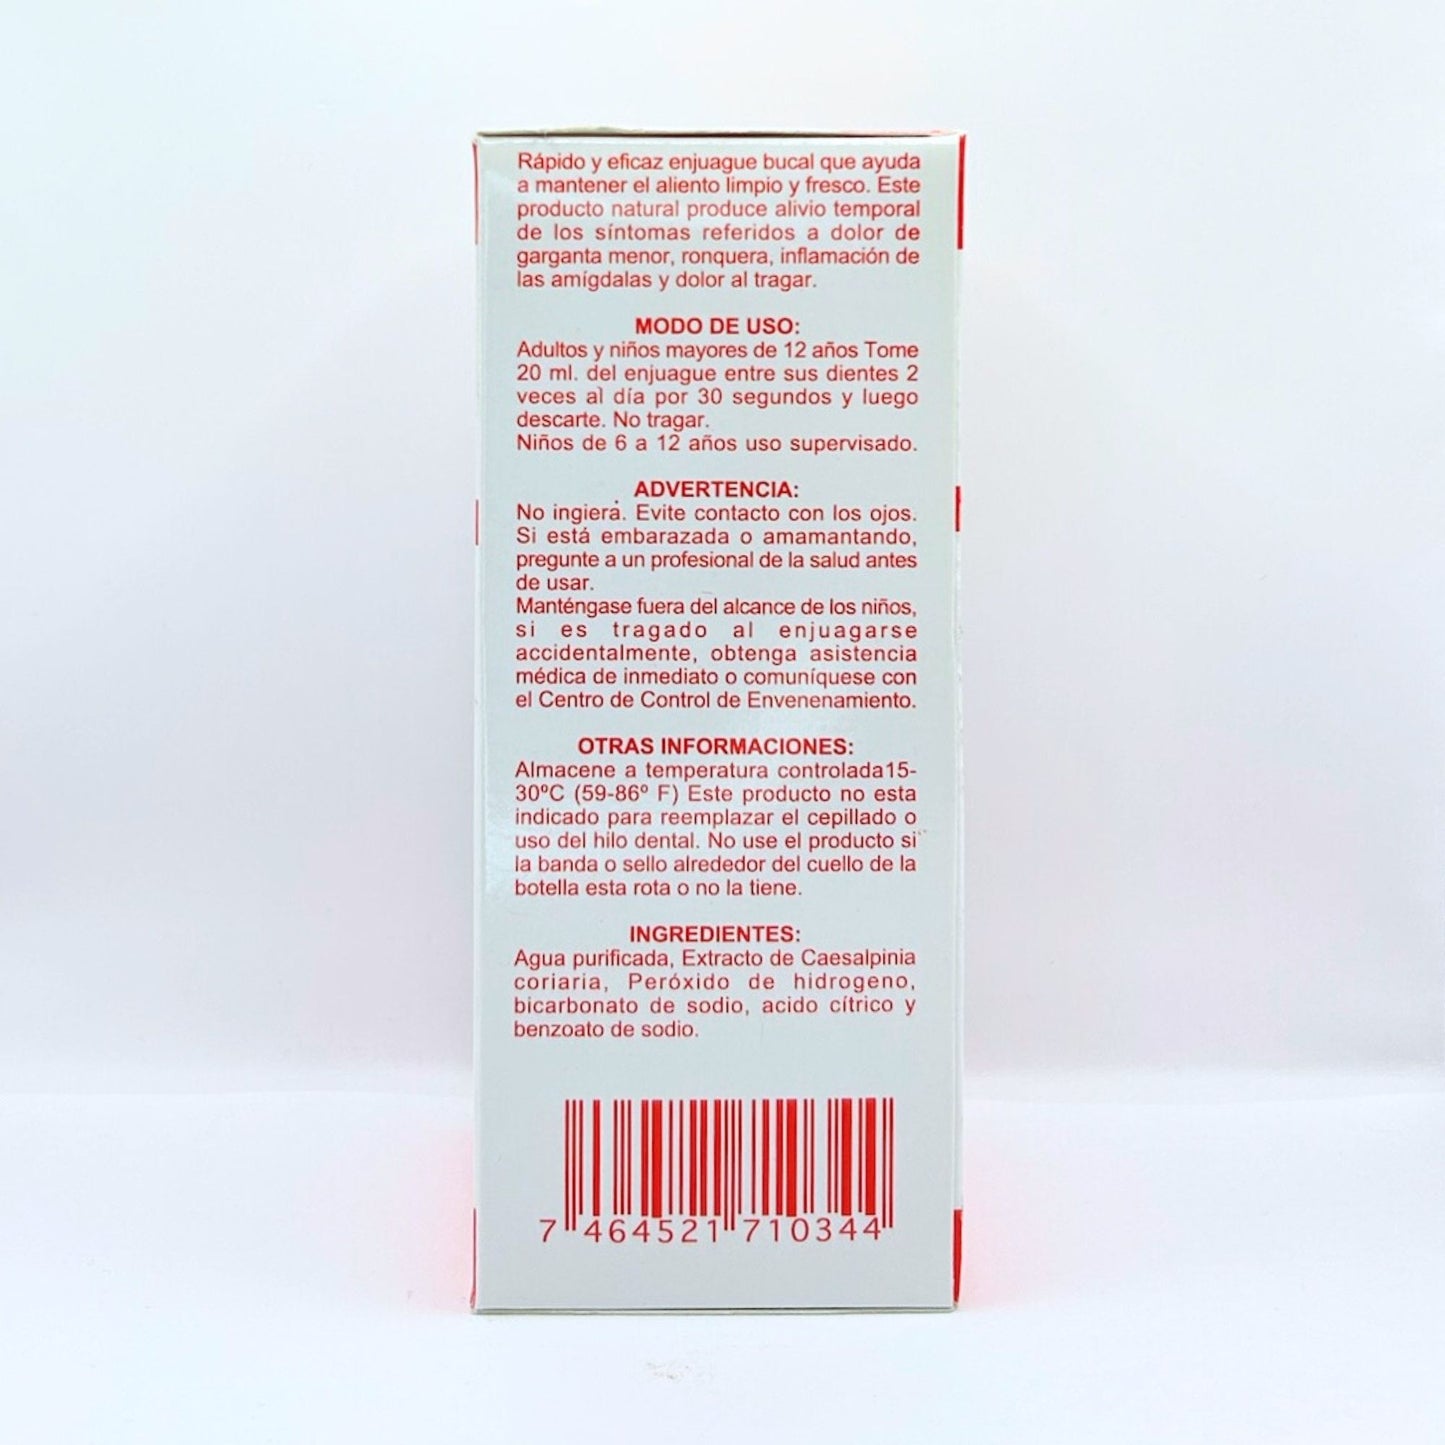 Rápido y eficaz enjuague bucal que ayuda
a mantener el aliento limpio y fresco. Este
producto natural produce alivio temporal
de los síntomas referidos a dolor de
garganta menor, ronquera, inflamación de
las amígdalas y dolor al tragar.
MODO DE USO:
Adultos y niños mayores de 12 años Tome
20 ml. del enjuague entre sus dientes 2
veces al día por 30 segundos y luego
descarte. No tragar.
Niños de 6 a 12 años uso supervisado.
ADVERTENCIA:
No ingiera. Evite contacto con los ojos.
Si está embarazada o amamantando,
pregunte a un profesional de la salud antes
de usar.
Manténgase fuera del alcance de los niños,
si es tragado al enjuagarse
accidentalmente, obtenga asistencia
médica de inmediato o comuníquese con
el Centro de Control de Envenenamiento.
OTRAS INFORMACIONES:
Almacene a temperatura controlada15-
30ºC (59-86º F) Este producto no esta
indicado para reemplazar el cepillado o
uso del hilo dental. No use el producto si
la banda o sello alrededor del cuello de la
botella esta rota o no la tiene.
INGREDIENTES:
Agua purificada, Extracto de Caesalpinia
coriaria, Peróxido de hidrogeno,
bicarbonato de sodio, acido cítrico y
benzoato de sodio.
7 464521 710344